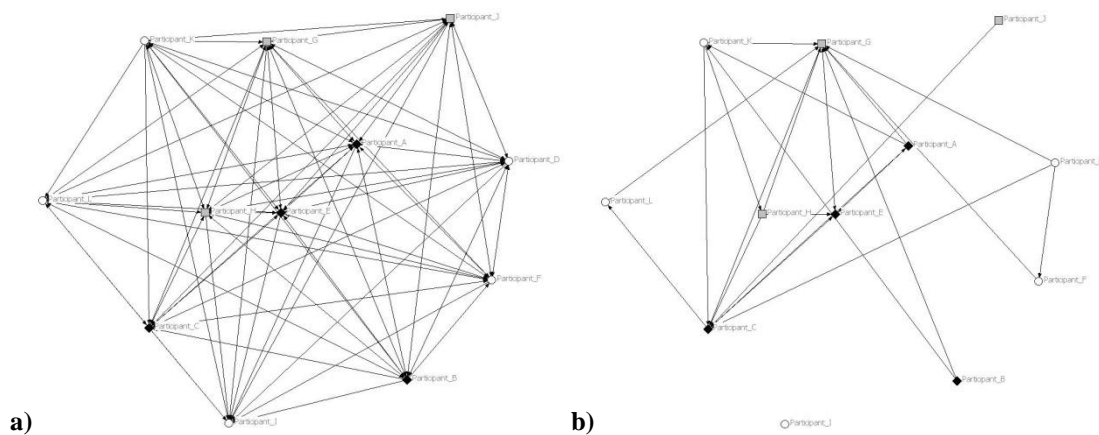 Participant_J
Participant_K
Participant_G
Participant_A
Participant_D
Participant_L
Participant_H
Participant_E
Participant_F
Participant_C
Participant_B
Participant_I
a)
Participant_J
Participant_K
Participant_G
Participant_A
Participant_
Participant_L
Participant_H
Participant_E
Participant_F
Participant_C
Participant_B
Participant_I
b)